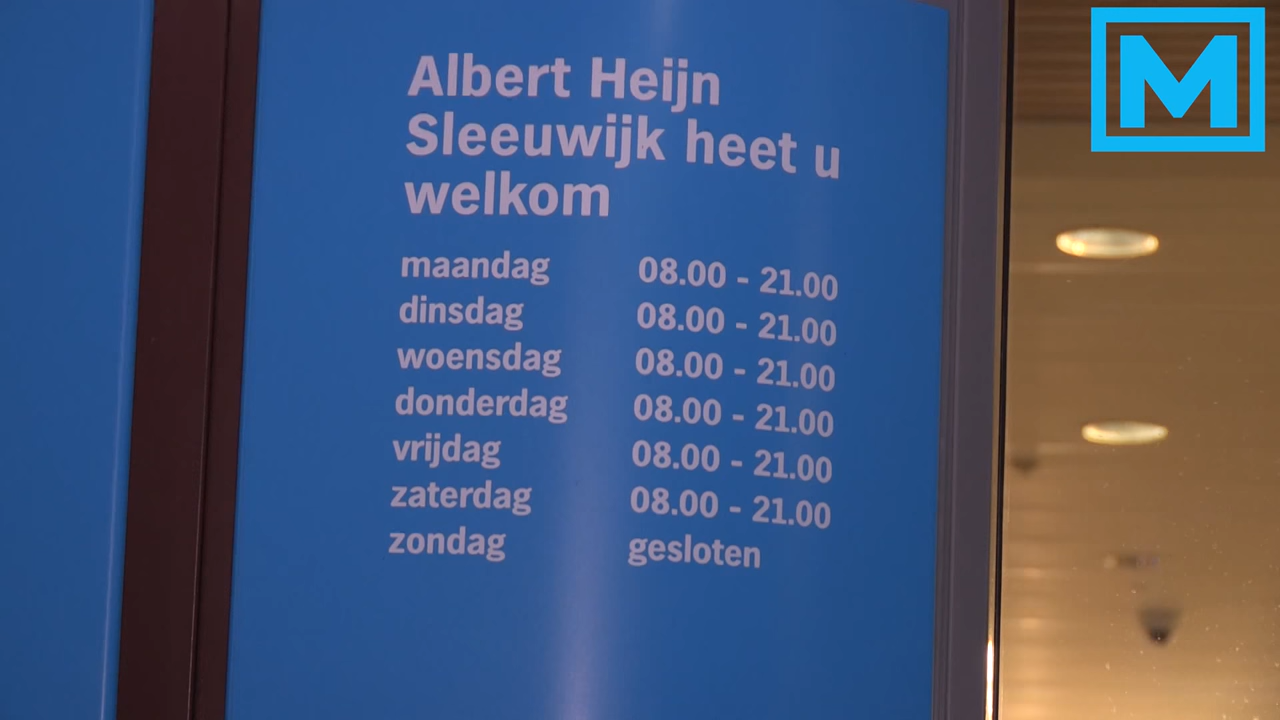 Albert Heijn
Sleeuwijk heet u
welkom
maandag 08.00 - 21.00
dinsdag 08.00 - 21.00
woensdag 08.00 - 21.00
donderdag 08.00 - 21.00
vrijdag 08.00 - 21.00
zaterdag 08.00 - 21.00
zondag gesloten
M